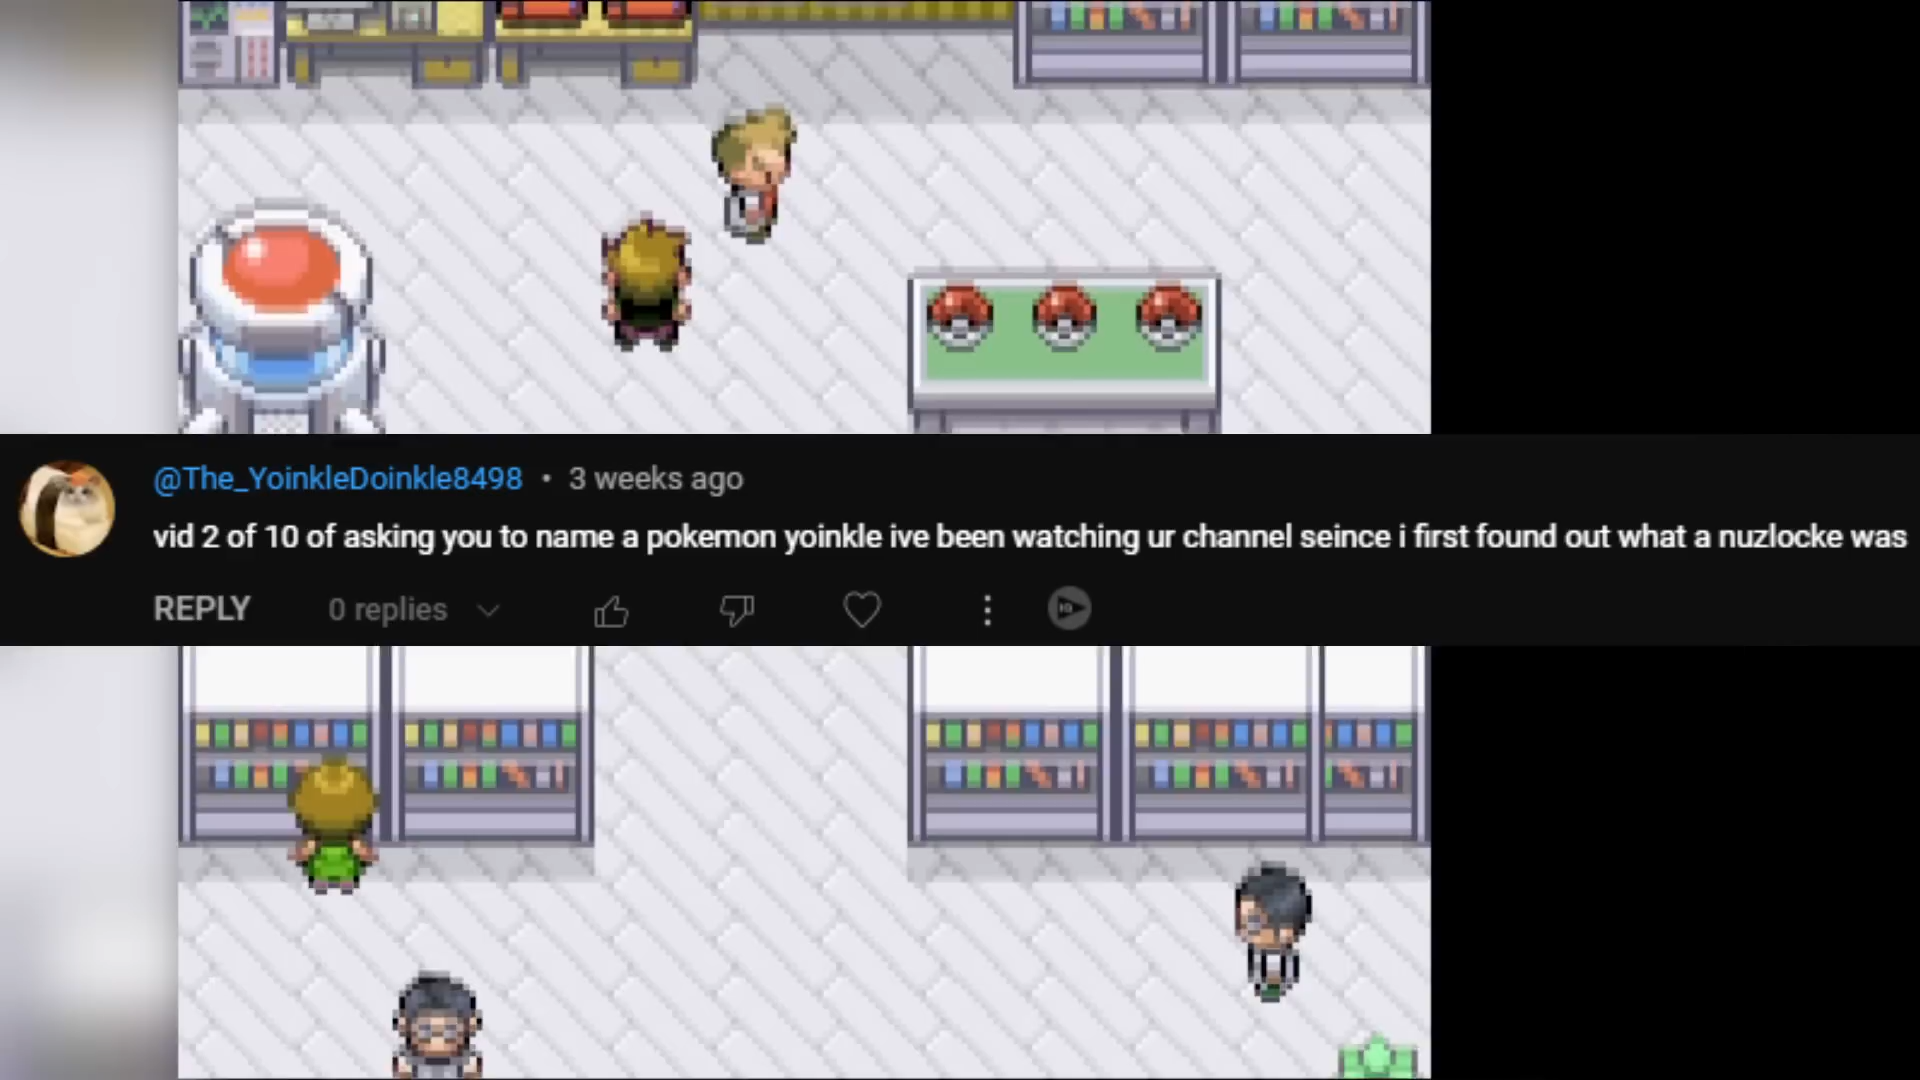 @The_YoinkleDoinkle8498 • 3 weeks ago
vid 2 of 10 of asking you to name a pokemon yoinkle ive been watching ur channel seince i first found out what a nuzlocke was
REPLY 0 replies